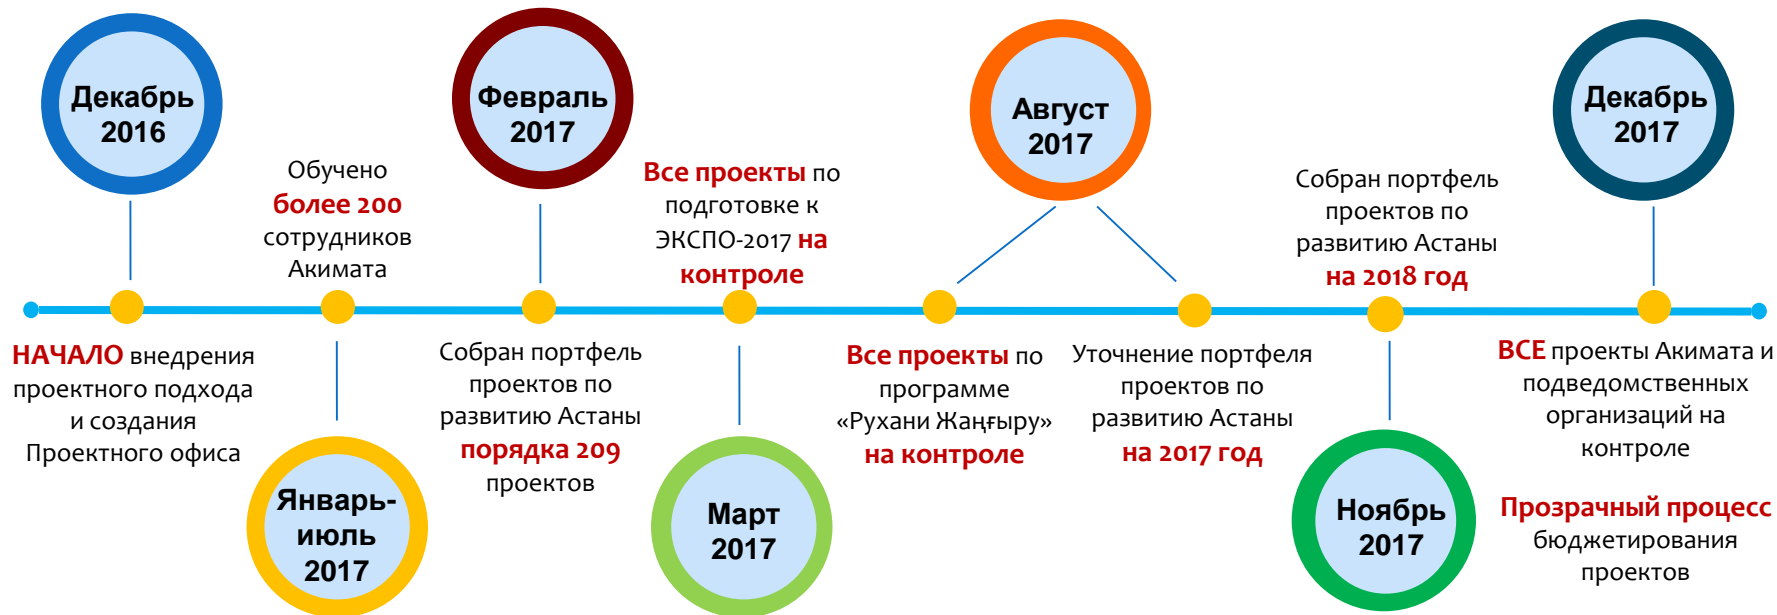 Декабрь
2016
НАЧАЛО внедрения
проектного подхода
и создания
Проектного офиса
Обучено
более 200
сотрудников
Акимата
Январь-
июль
2017
Февраль
2017
Собран портфель
проектов по
развитию Астаны
порядка 209
проектов
Все проекты по
подготовке к
ЭКСПО-2017 на
контроле
Март
2017
Август
2017
Все проекты по
программе
«Рухани Жаңғыру»
на контроле
Уточнение портфеля
проектов по
развитию Астаны
на 2017 год
Собран портфель
проектов по
развитию Астаны
на 2018 год
Ноябрь
2017
Декабрь
2017
ВСЕ проекты Акимата и
подведомственных
организаций на
контроле
Прозрачный процесс
бюджетирования
проектов